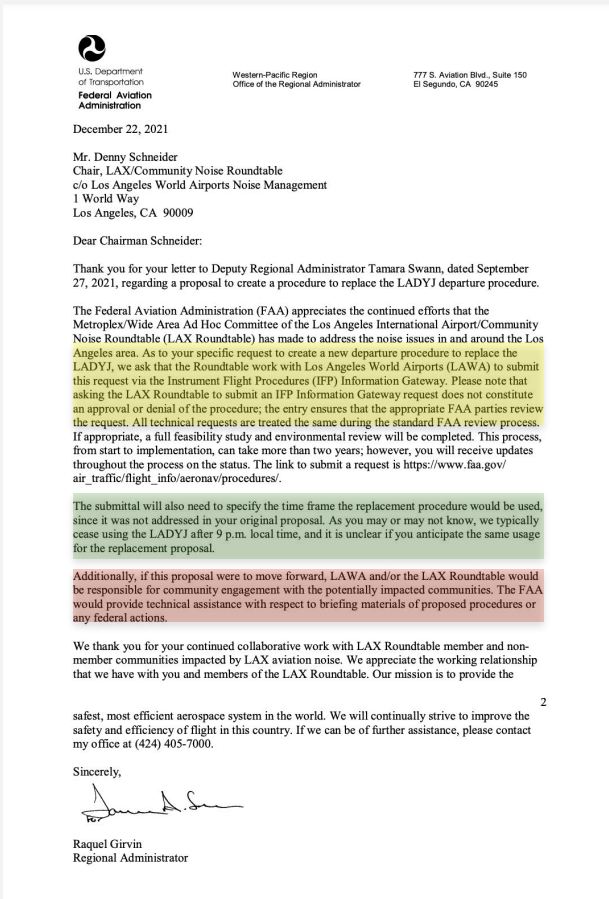 U.S. Department
of Transportation
Federal Aviation
Administration
Western-Pacific Region
Office of the Regional Administrator
777 S. Aviation Blvd., Suite 150
El Segundo, CA 90245
December 22, 2021
Mr. Denny Schneider
Chair, LAX/Community Noise Roundtable
c/o Los Angeles World Airports Noise Management
1 World Way
Los Angeles, CA 90009
Dear Chairman Schneider:
Thank you for your letter to Deputy Regional Administrator Tamara Swann, dated September
27, 2021, regarding a proposal to create a procedure to replace the LADYJ departure procedure.
The Federal Aviation Administration (FAA) appreciates the continued efforts that the
Metroplex/Wide Area Ad Hoc Committee of the Los Angeles International Airport/Community
Noise Roundtable (LAX Roundtable) has made to address the noise issues in and around the Los
Angeles area. As to your specific request to create a new departure procedure to replace the
LADYJ, we ask that the Roundtable work with Los Angeles World Airports (LAWA) to submit
this request via the Instrument Flight Procedures (IFP) Information Gateway. Please note that
asking the LAX Roundtable to submit an IFP Information Gateway request does not constitute
an approval or denial of the procedure; the entry ensures that the appropriate FAA parties review
the request. All technical requests are treated the same during the standard FAA review process.
If appropriate, a full feasibility study and environmental review will be completed. This process,
from start to implementation, can take more than two years; however, you will receive updates
throughout the process on the status. The link to submit a request is https://www.faa.gov/
air_traffic/flight_info/aeronav/procedures/.
The submittal will also need to specify the time frame the replacement procedure would be used,
since it was not addressed in your original proposal. As you may or may not know, we typically
cease using the LADYJ after 9 p.m. local time, and it is unclear if you anticipate the same usage
for the replacement proposal.
Additionally, if this proposal were to move forward, LAWA and/or the LAX Roundtable would
be responsible for community engagement with the potentially impacted communities. The FAA
would provide technical assistance with respect to briefing materials of proposed procedures or
any federal actions.
We thank you for your continued collaborative work with LAX Roundtable member and non-
member communities impacted by LAX aviation noise. We appreciate the working relationship
that we have with you and members of the LAX Roundtable. Our mission is to provide the
2
safest, most efficient aerospace system in the world. We will continually strive to improve the
safety and efficiency of flight in this country. If we can be of further assistance, please contact
my office at (424) 405-7000.
Sincerely,
For
Raquel Girvin
Regional Administrator